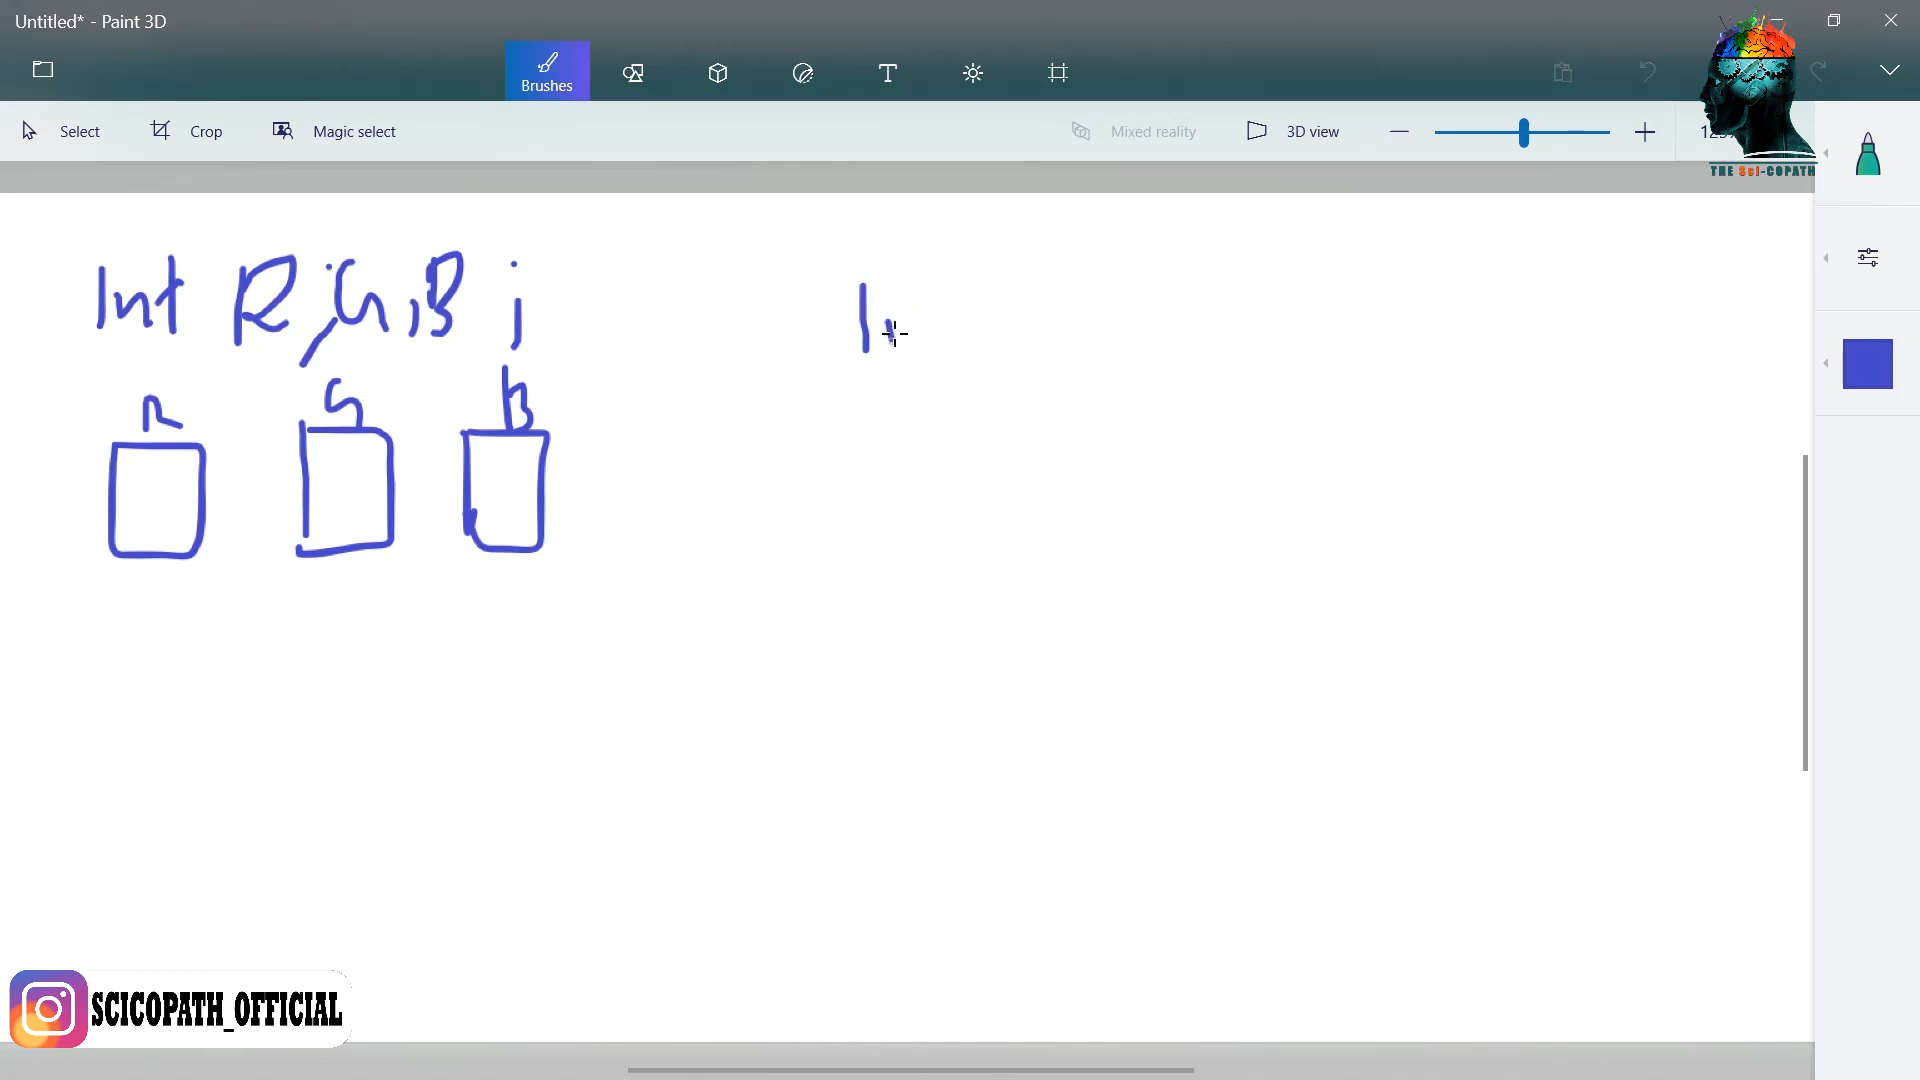 Untitled* - Paint 3D
Brushes
Select
Crop
Magic select
Mixed reality
3D view
THE Sci-COPATH
Int R,G,B ;
R G B
SCICOPATH_OFFICIAL